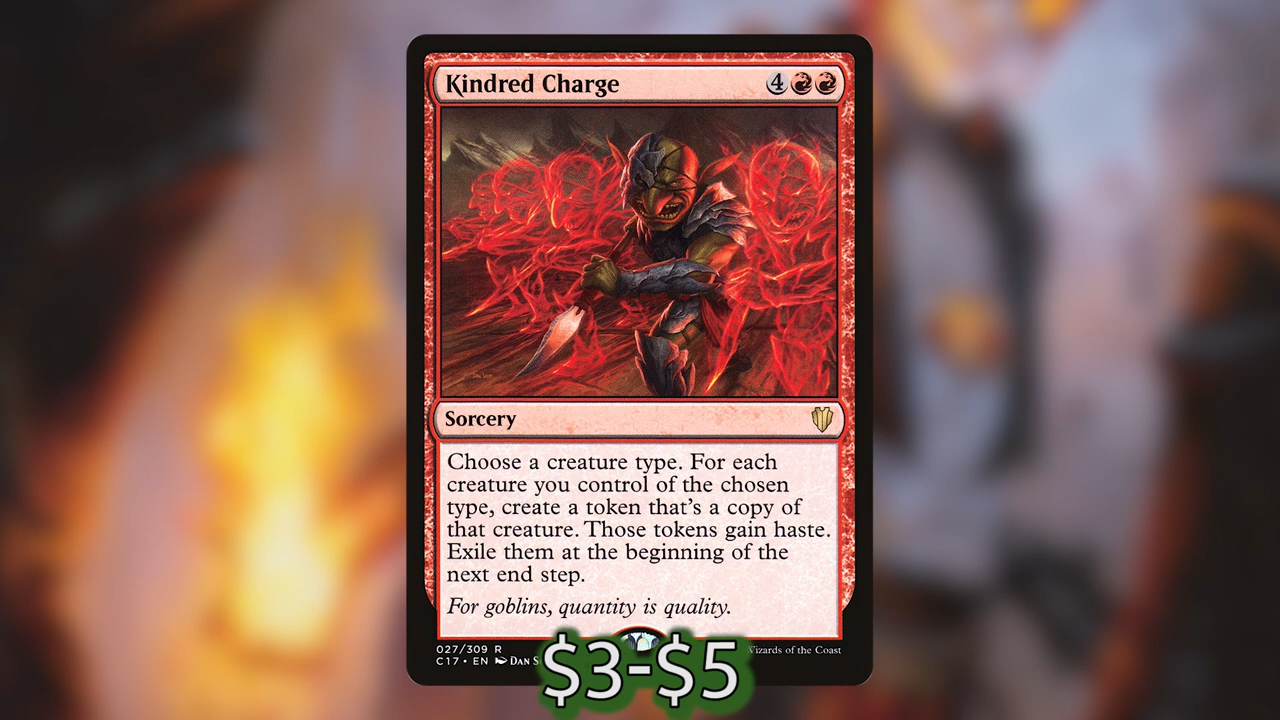 Kindred Charge 4
Sorcery
Choose a creature type. For each
creature you control of the chosen
type, create a token that's a copy of
that creature. Those tokens gain haste.
Exile them at the beginning of the
next end step.
For goblins, quantity is quality.
027/309 R
C17 • EN DAN S
Wizards of the Coast
$3-$5